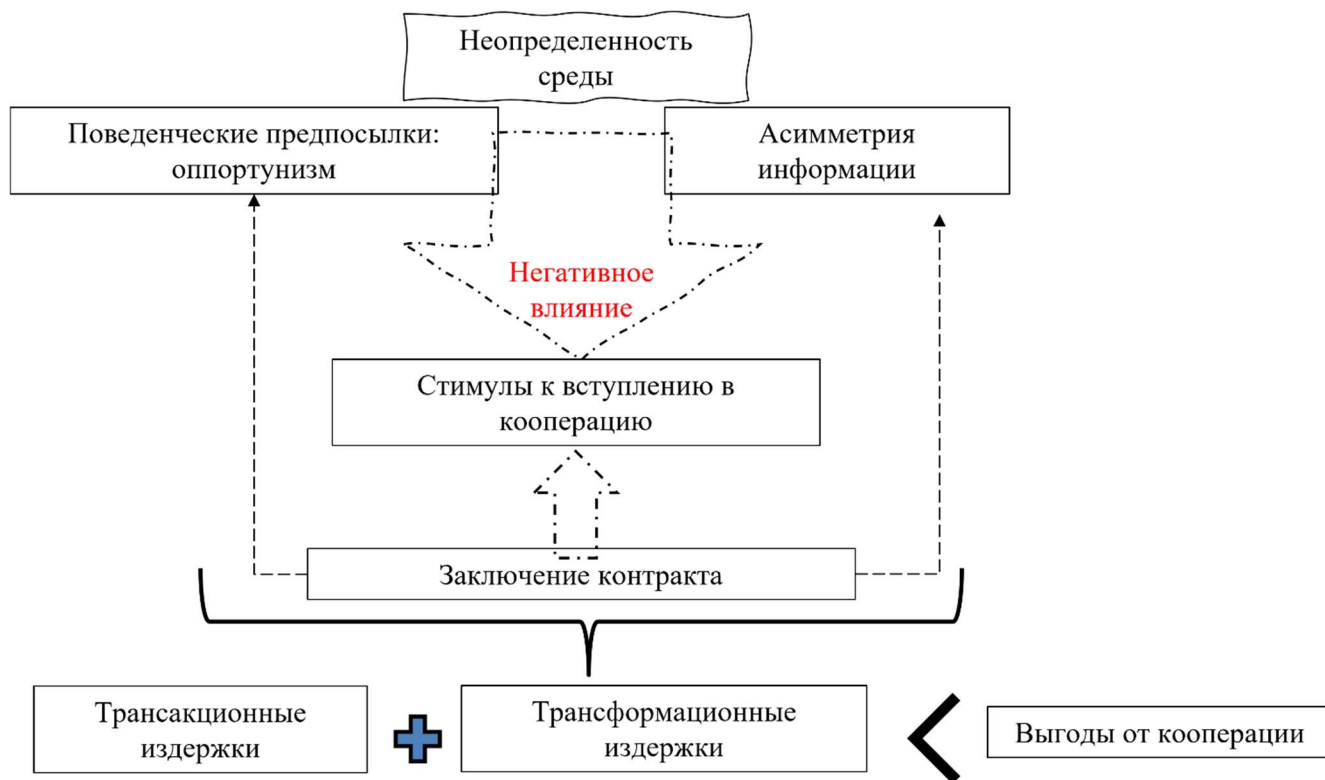 Неопределенность
среды
Поведенческие предпосылки:
оппортунизм
Асимметрия
информации
Негативное
влияние
Стимулы к вступлению в
кооперацию
Заключение контракта
Трансакционные
издержки
Трансформационные
издержки
Выгоды от кооперации